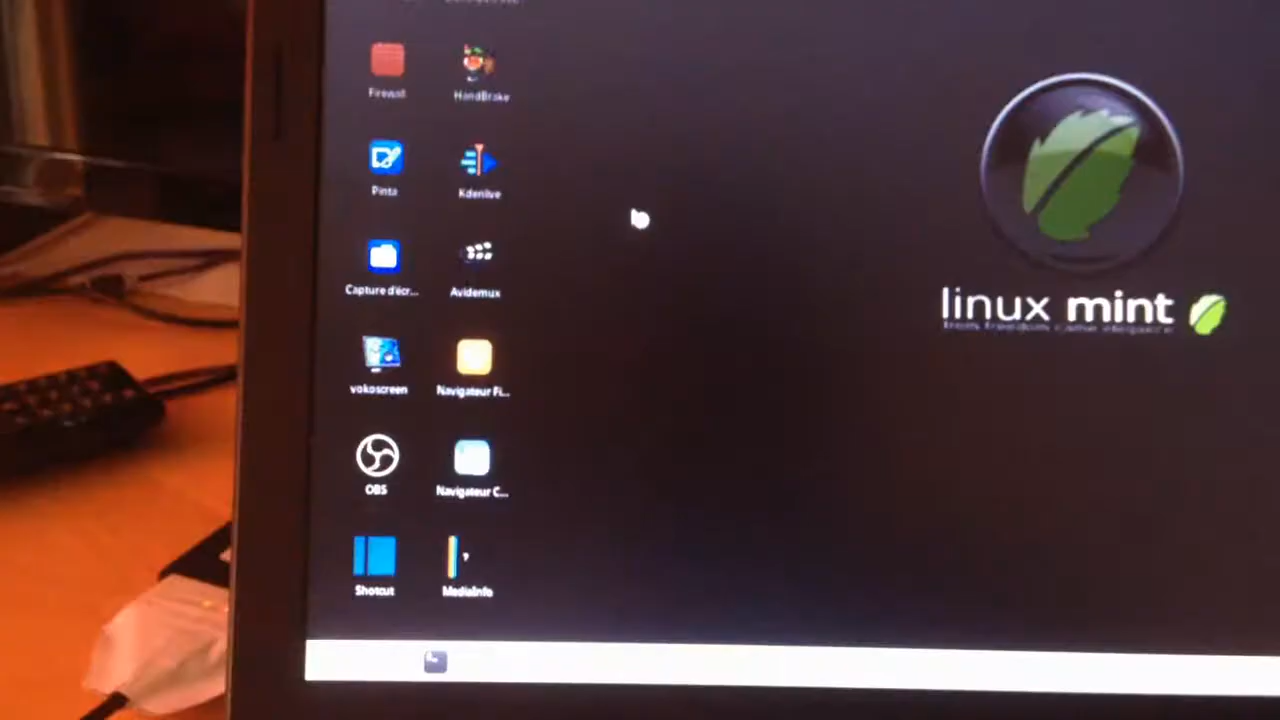 Firewall
HandBrake
Pinta
Kdenlive
Capture d'écr...
Avidemux
vokoscreen
Navigateur Fi...
OBS
Navigateur C...
Shotcut
MediaInfo
linux mint